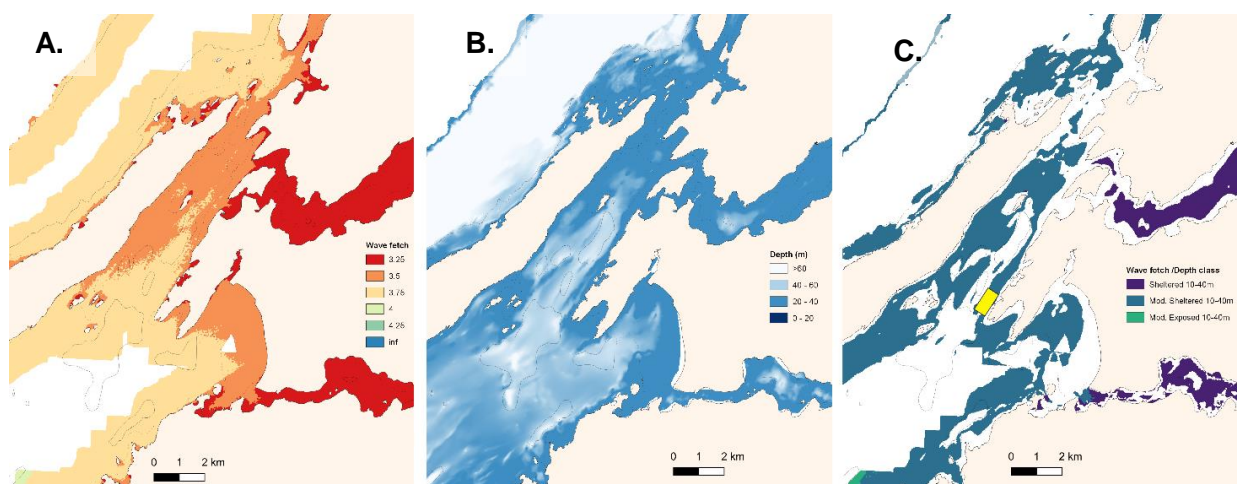 A.
Wave fetch
3.25
3.5
3.75
4
4.25
inf
0 1 2 km
B.
Depth (m)
>60
40 - 60
20 - 40
0 - 20
0 1 2 km
C.
Wave fetch /Depth class
Sheltered 10-40m
Mod. Sheltered 10-40m
Mod. Exposed 10-40m
0 1 2 km